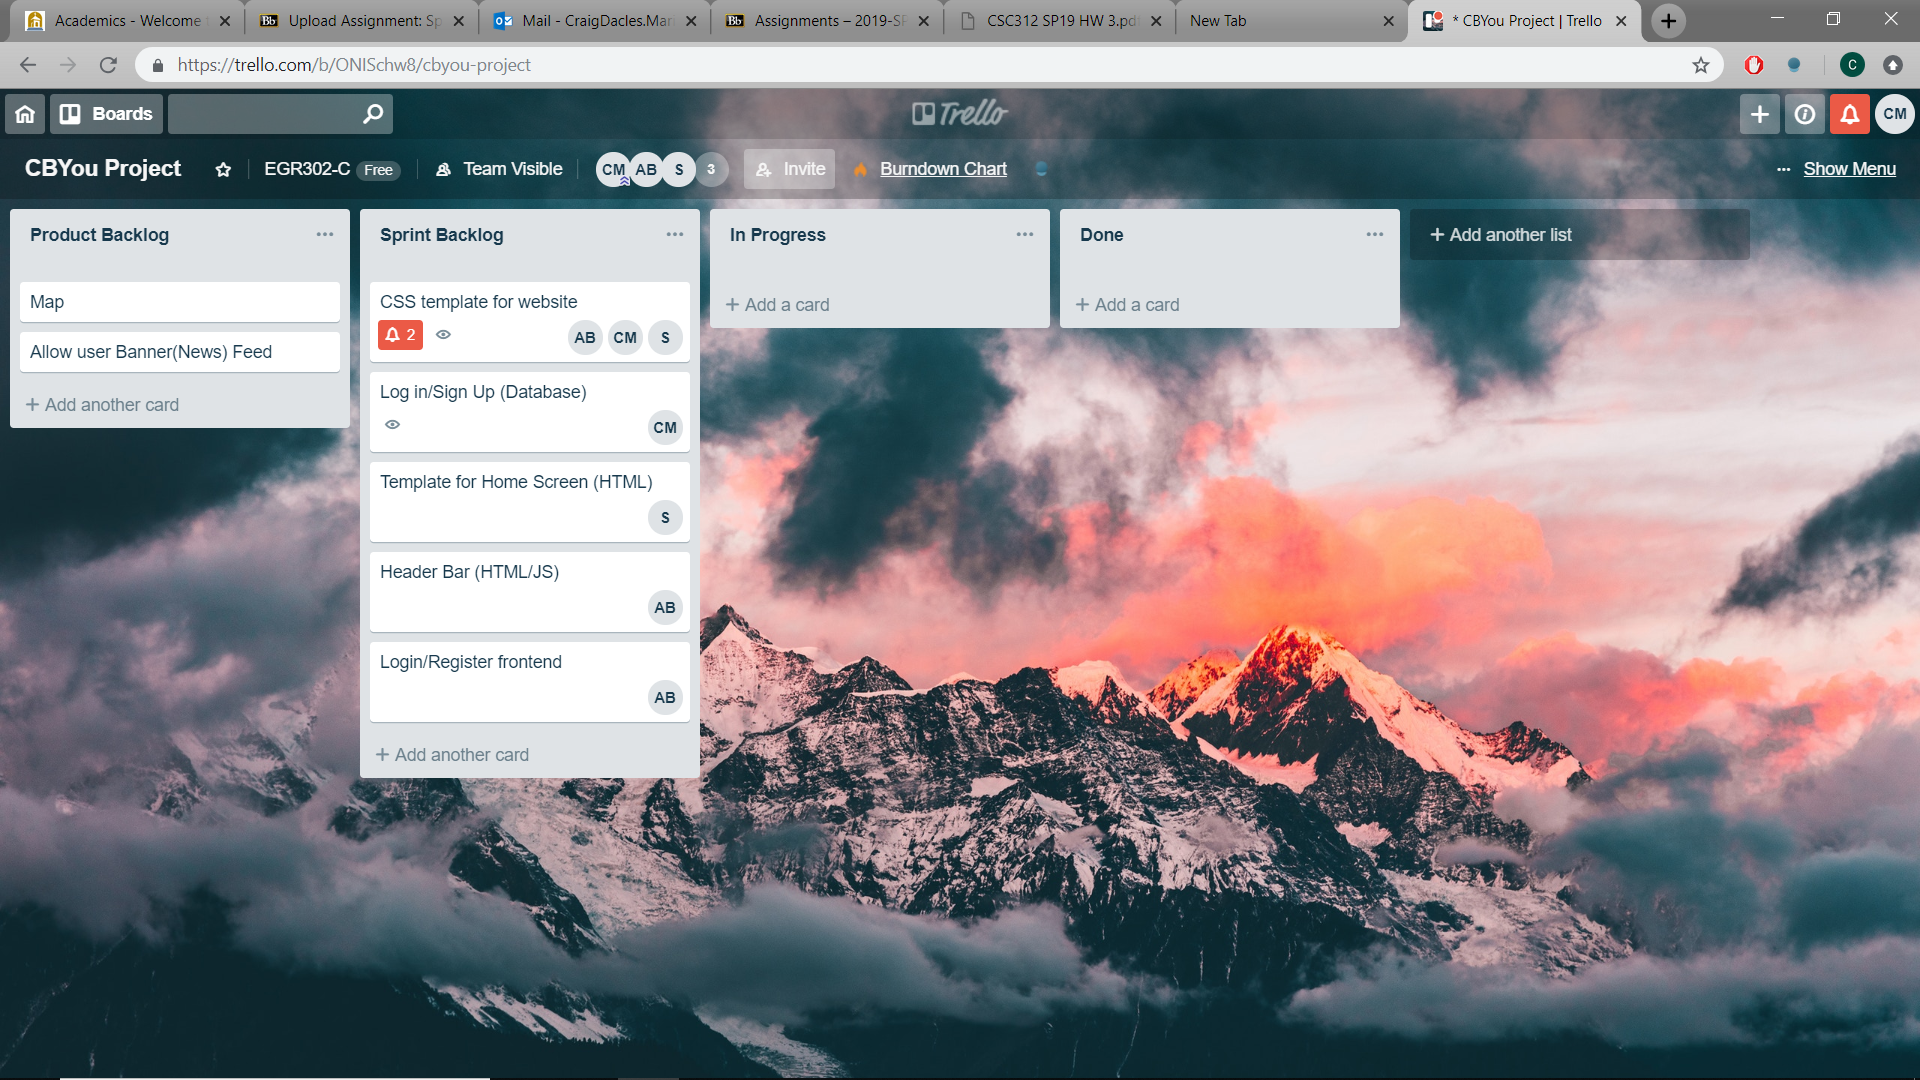 Academics - Welcome
Upload Assignment: Sp
Mail - CraigDacles.Mari
Assignments – 2019-SP
CSC312 SP19 HW 3.pdf
New Tab
* CBYou Project | Trello
https://trello.com/b/ONISchw8/cbyou-project
C
Boards
Trello
CM
CBYou Project
EGR302-C Free
Team Visible
CM AB S 3
Invite
Burndown Chart
... Show Menu
Product Backlog
Map
Allow user Banner(News) Feed
+ Add another card
Sprint Backlog
CSS template for website
2
AB CM S
Log in/Sign Up (Database)
CM
Template for Home Screen (HTML)
S
Header Bar (HTML/JS)
AB
Login/Register frontend
AB
+ Add another card
In Progress
+ Add a card
Done
+ Add a card
+ Add another list